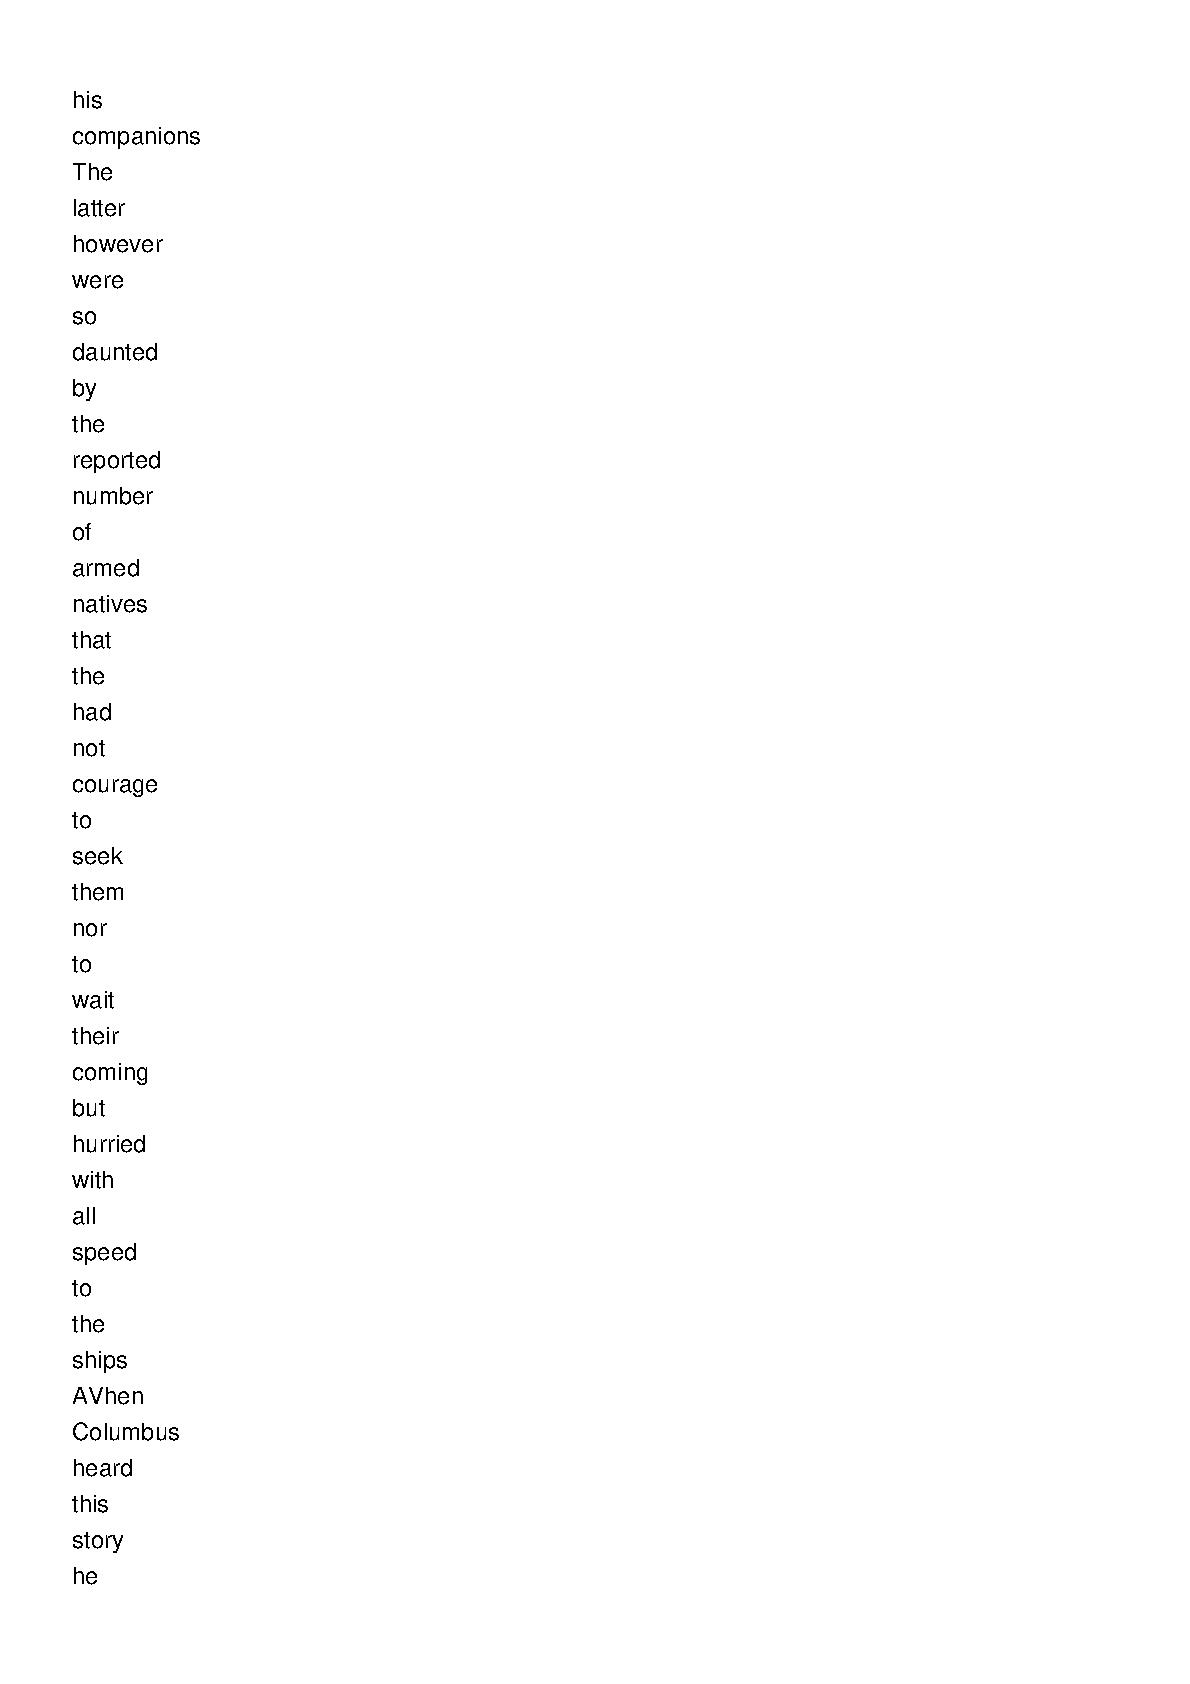 his
companions
The
latter
however
were
so
daunted
by
the
reported
number
of
armed
natives
that
the
had
not
courage
to
seek
them
nor
to
wait
their
coming
but
hurried
with
all
speed
to
the
ships
AVhen
Columbus
heard
this
story
he